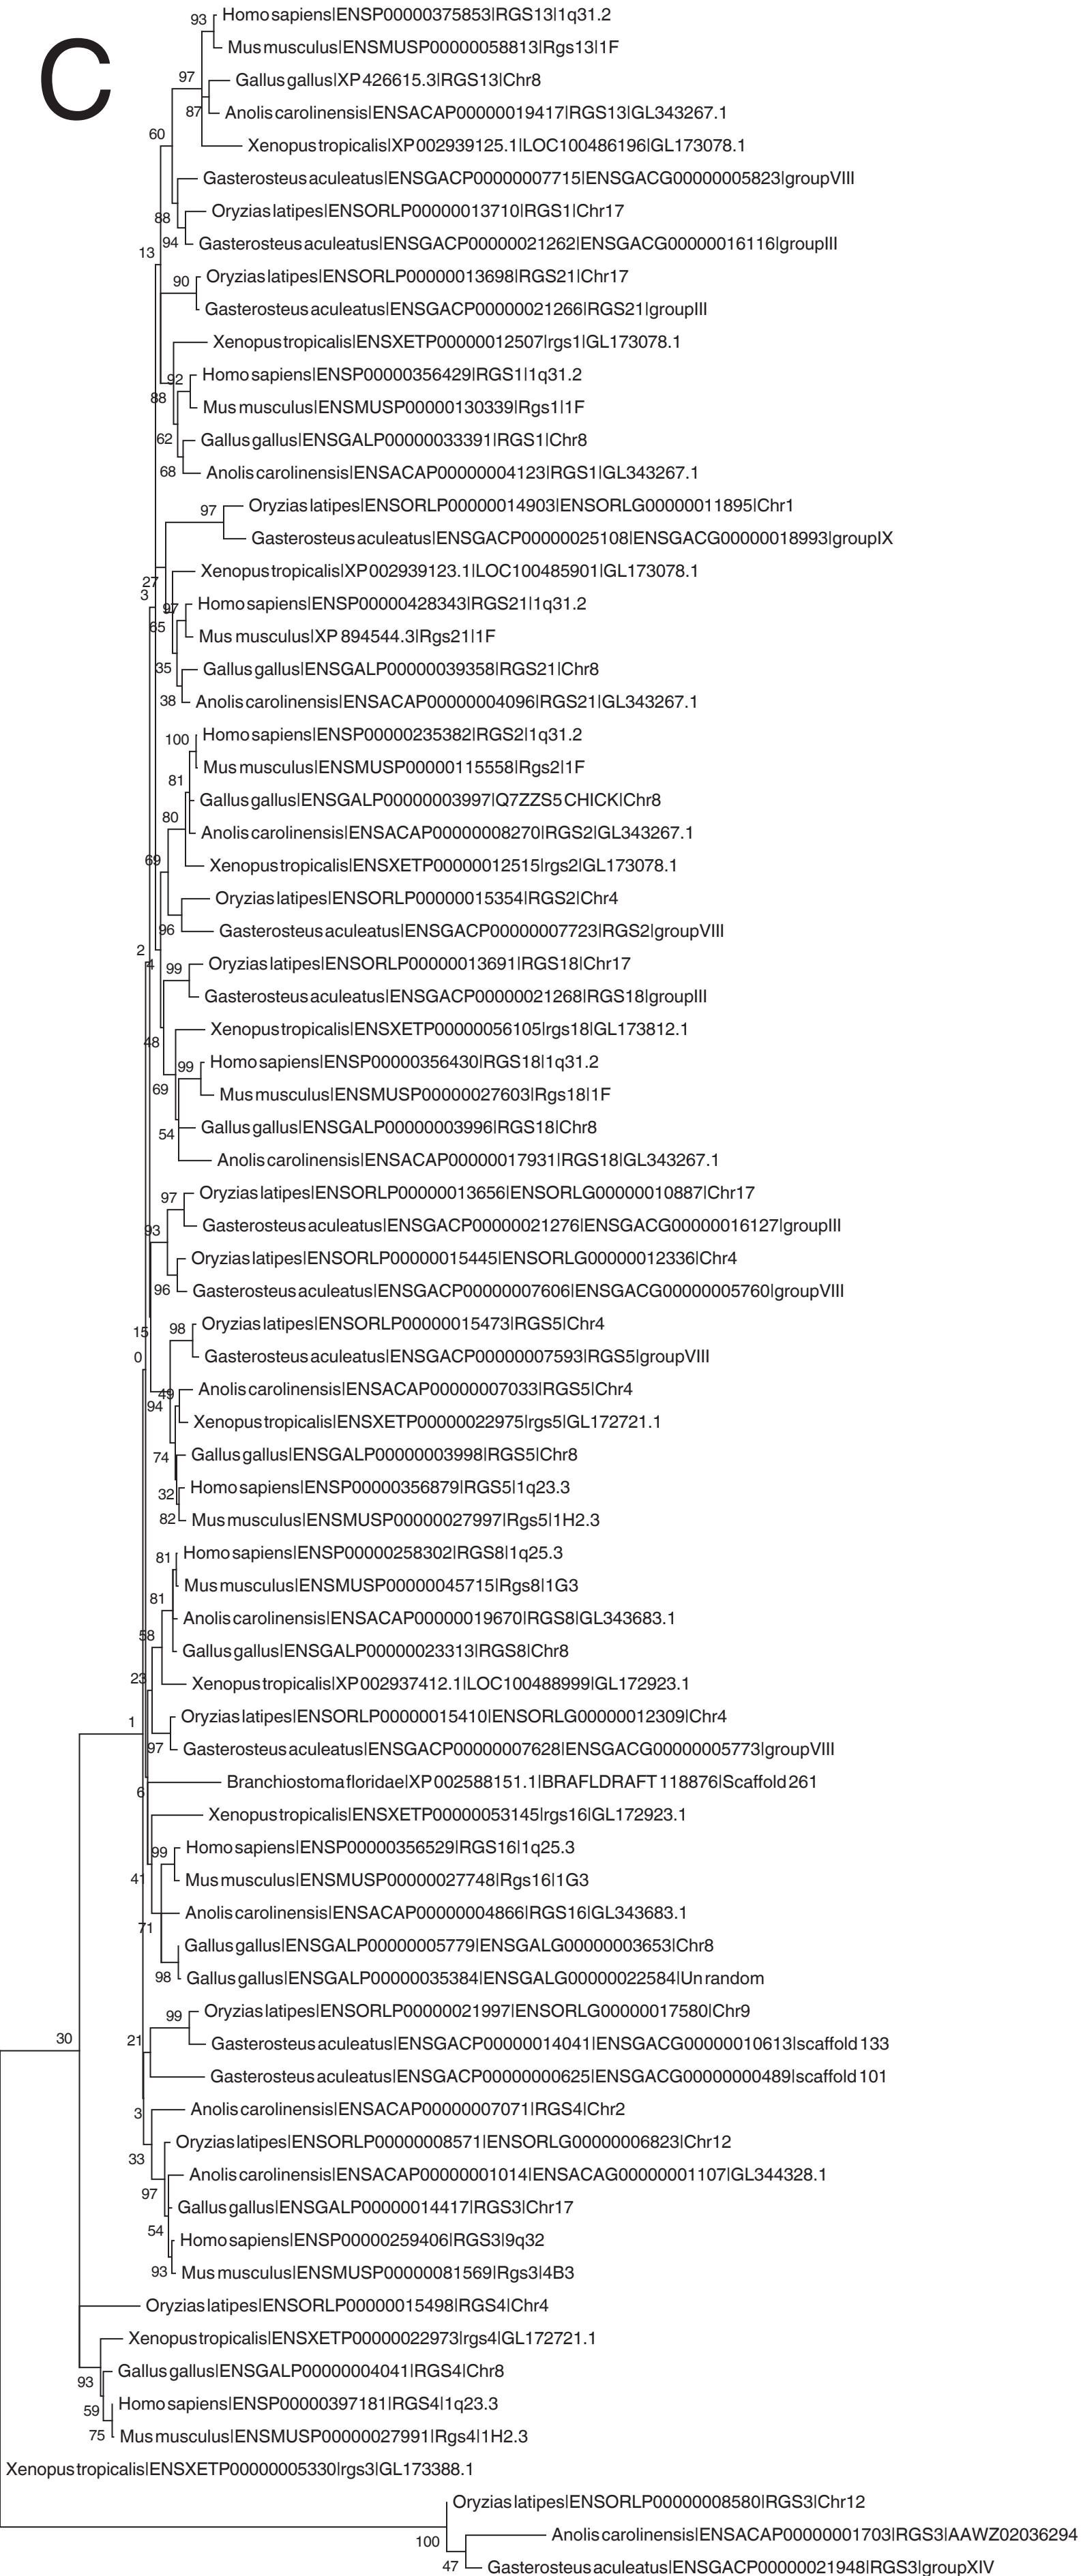 C
93
Homo sapiens|ENSP00000375853|RGS13|1q31.2
Mus musculus|ENSMUSP00000058813|Rgs13|1F
97
Gallus gallus|XP 426615.3|RGS13|Chr8
87
Anolis carolinensis|ENSACAP00000019417|RGS13|GL343267.1
60
Xenopus tropicalis|XP 002939125.1|LOC100486196|GL173078.1
Gasterosteus aculeatus|ENSGACP00000007715|ENSGACG00000005823|groupVIII
88
Oryzias latipes|ENSORLP00000013710|RGS1|Chr17
94
Gasterosteus aculeatus|ENSGACP00000021262|ENSGACG00000016116|groupIII
13
90
Oryzias latipes|ENSORLP00000013698|RGS21|Chr17
Gasterosteus aculeatus|ENSGACP00000021266|RGS21|groupIII
Xenopus tropicalis|ENSXETP00000012507|rgs1|GL173078.1
92
Homo sapiens|ENSP00000356429|RGS1|1q31.2
88
Mus musculus|ENSMUSP00000130339|Rgs1|1F
62
Gallus gallus|ENSGALP00000033391|RGS1|Chr8
68
Anolis carolinensis|ENSACAP00000004123|RGS1|GL343267.1
97
Oryzias latipes|ENSORLP00000014903|ENSORLG00000011895|Chr1
Gasterosteus aculeatus|ENSGACP00000025108|ENSGACG00000018993|groupIX
Xenopus tropicalis|XP 002939123.1|LOC100485901|GL173078.1
27
3
97
Homo sapiens|ENSP00000428343|RGS21|1q31.2
65
Mus musculus|XP 894544.3|Rgs21|1F
35
Gallus gallus|ENSGALP00000039358|RGS21|Chr8
38
Anolis carolinensis|ENSACAP00000004096|RGS21|GL343267.1
100
Homo sapiens|ENSP00000235382|RGS2|1q31.2
Mus musculus|ENSMUSP00000115558|Rgs2|1F
81
Gallus gallus|ENSGALP00000003997|Q7ZZS5 CHICK|Chr8
80
Anolis carolinensis|ENSACAP00000008270|RGS2|GL343267.1
69
Xenopus tropicalis|ENSXETP00000012515|rgs2|GL173078.1
Oryzias latipes|ENSORLP00000015354|RGS2|Chr4
96
Gasterosteus aculeatus|ENSGACP00000007723|RGS2|groupVIII
2
4
99
Oryzias latipes|ENSORLP00000013691|RGS18|Chr17
Gasterosteus aculeatus|ENSGACP00000021268|RGS18|groupIII
48
Xenopus tropicalis|ENSXETP00000056105|rgs18|GL173812.1
99
Homo sapiens|ENSP00000356430|RGS18|1q31.2
69
Mus musculus|ENSMUSP00000027603|Rgs18|1F
54
Gallus gallus|ENSGALP00000003996|RGS18|Chr8
Anolis carolinensis|ENSACAP00000017931|RGS18|GL343267.1
97
Oryzias latipes|ENSORLP00000013656|ENSORLG00000010887|Chr17
93
Gasterosteus aculeatus|ENSGACP00000021276|ENSGACG00000016127|groupIII
Oryzias latipes|ENSORLP00000015445|ENSORLG00000012336|Chr4
96
Gasterosteus aculeatus|ENSGACP00000007606|ENSGACG00000005760|groupVIII
15
98
Oryzias latipes|ENSORLP00000015473|RGS5|Chr4
0
Gasterosteus aculeatus|ENSGACP00000007593|RGS5|groupVIII
49
Anolis carolinensis|ENSACAP00000007033|RGS5|Chr4
94
Xenopus tropicalis|ENSXETP00000022975|rgs5|GL172721.1
74
Gallus gallus|ENSGALP00000003998|RGS5|Chr8
32
Homo sapiens|ENSP00000356879|RGS5|1q23.3
82
Mus musculus|ENSMUSP00000027997|Rgs5|1H2.3
81
Homo sapiens|ENSP00000258302|RGS8|1q25.3
Mus musculus|ENSMUSP00000045715|Rgs8|1G3
81
Anolis carolinensis|ENSACAP00000019670|RGS8|GL343683.1
58
Gallus gallus|ENSGALP00000023313|RGS8|Chr8
23
Xenopus tropicalis|XP 002937412.1|LOC100488999|GL172923.1
1
Oryzias latipes|ENSORLP00000015410|ENSORLG00000012309|Chr4
97
Gasterosteus aculeatus|ENSGACP00000007628|ENSGACG00000005773|groupVIII
6
Branchiostoma floridae|XP 002588151.1|BRAFLDRAFT 118876|Scaffold 261
Xenopus tropicalis|ENSXETP00000053145|rgs16|GL172923.1
99
Homo sapiens|ENSP00000356529|RGS16|1q25.3
41
Mus musculus|ENSMUSP00000027748|Rgs16|1G3
71
Anolis carolinensis|ENSACAP00000004866|RGS16|GL343683.1
Gallus gallus|ENSGALP00000005779|ENSGALG00000003653|Chr8
98
Gallus gallus|ENSGALP00000035384|ENSGALG00000022584|Un random
99
Oryzias latipes|ENSORLP00000021997|ENSORLG00000017580|Chr9
30
21
Gasterosteus aculeatus|ENSGACP00000014041|ENSGACG00000010613|scaffold 133
Gasterosteus aculeatus|ENSGACP00000000625|ENSGACG00000000489|scaffold 101
3
Anolis carolinensis|ENSACAP00000007071|RGS4|Chr2
33
Oryzias latipes|ENSORLP00000008571|ENSORLG00000006823|Chr12
97
Anolis carolinensis|ENSACAP00000001014|ENSACAG00000001107|GL344328.1
Gallus gallus|ENSGALP00000014417|RGS3|Chr17
54
Homo sapiens|ENSP00000259406|RGS3|9q32
93
Mus musculus|ENSMUSP00000081569|Rgs3|4B3
Oryzias latipes|ENSORLP00000015498|RGS4|Chr4
Xenopus tropicalis|ENSXETP00000022973|rgs4|GL172721.1
93
Gallus gallus|ENSGALP00000004041|RGS4|Chr8
59
Homo sapiens|ENSP00000397181|RGS4|1q23.3
75
Mus musculus|ENSMUSP00000027991|Rgs4|1H2.3
Xenopus tropicalis|ENSXETP00000005330|rgs3|GL173388.1
Oryzias latipes|ENSORLP00000008580|RGS3|Chr12
100
Anolis carolinensis|ENSACAP00000001703|RGS3|AAWZ02036294
47
Gasterosteus aculeatus|ENSGACP00000021948|RGS3|groupXIV